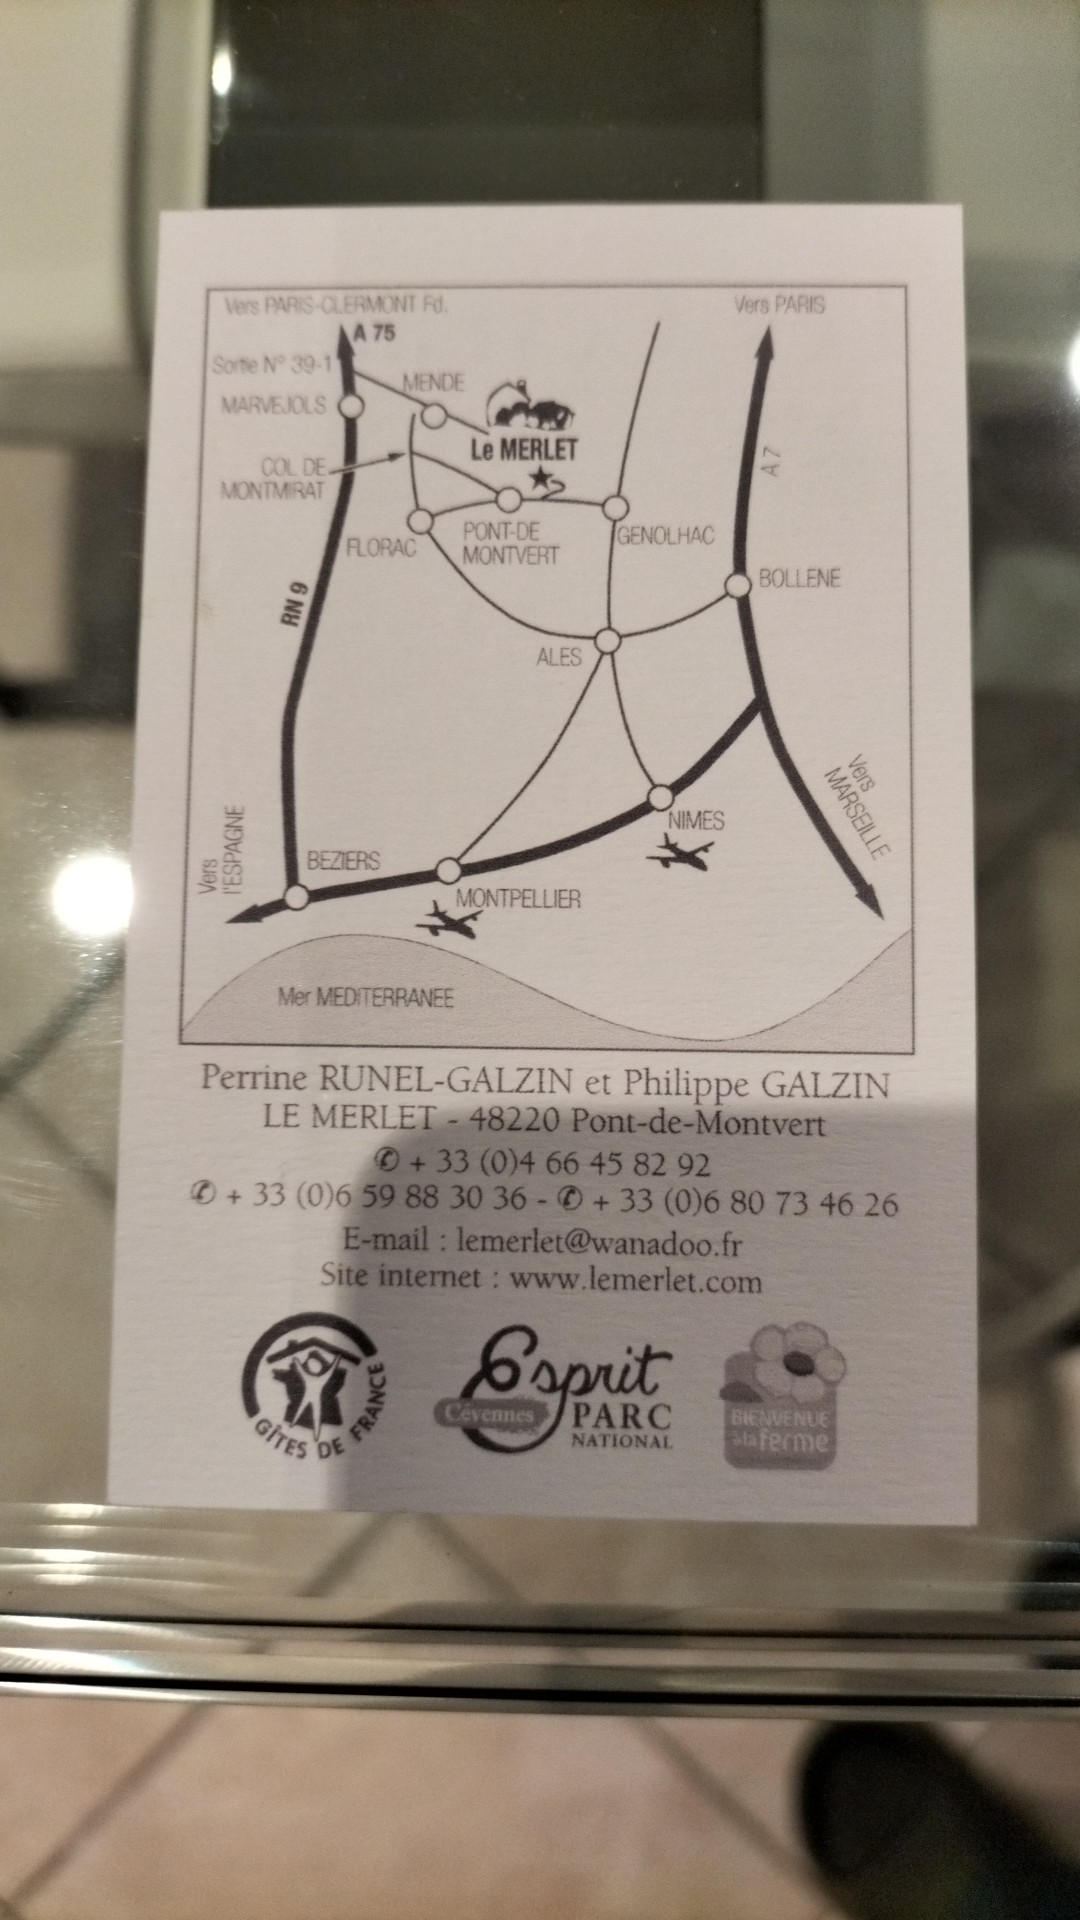 Vers PARIS-CLERMONT Fd.
Vers PARIS
A 75
Sortie N° 39-1
MENDE
MARVEJOLS
Le MERLET
A 7
COL DE
MONTMIRAT
FLORAC
PONT-DE
MONTVERT
GENOLHAC
BOLLENE
RN 9
ALES
Vers
MARSEILLE
NIMES
Vers
l'ESPAGNE
BEZIERS
MONTPELLIER
Mer MEDITERRANEE
Perrine RUNEL-GALZIN et Philippe GALZIN
LE MERLET - 48220 Pont-de-Montvert
✆ + 33 (0)4 66 45 82 92
✆ + 33 (0)6 59 88 30 36 - ✆ + 33 (0)6 80 73 46 26
E-mail : lemerlet@wanadoo.fr
Site internet : www.lemerlet.com
GÎTES DE FRANCE
Esprit
Cévennes
PARC
NATIONAL
BIENVENUE
à la ferme